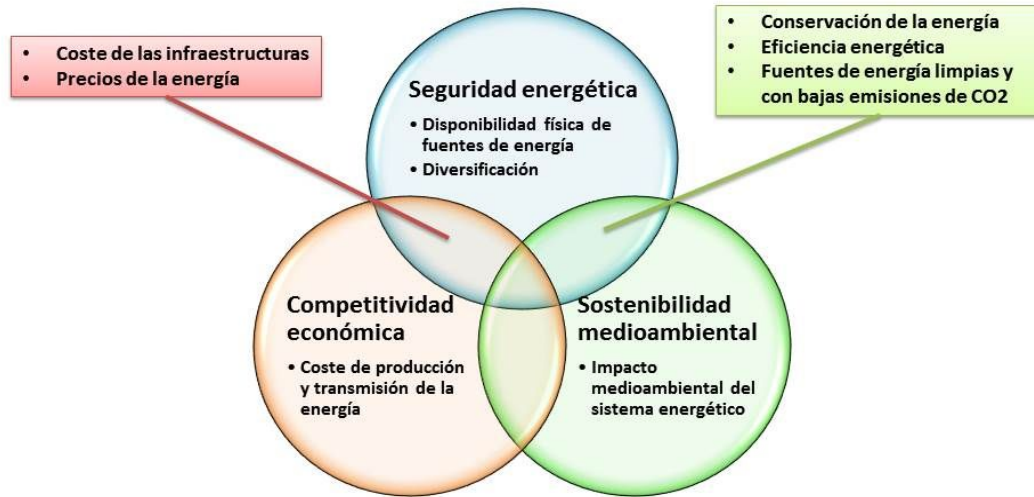 • Coste de las infraestructuras
• Precios de la energía
• Conservación de la energía
• Eficiencia energética
• Fuentes de energía limpias y
con bajas emisiones de CO2
Seguridad energética
• Disponibilidad física de
fuentes de energía
• Diversificación
Competitividad
económica
• Coste de producción
y transmisión de la
energía
Sostenibilidad
medioambiental
• Impacto
medioambiental del
sistema energético